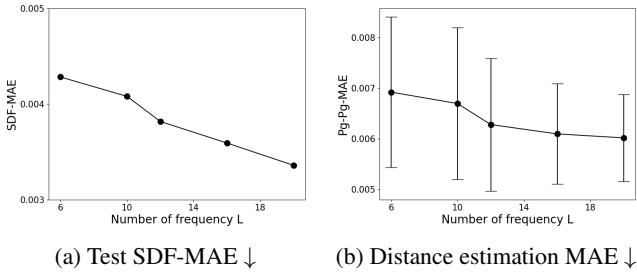 0.005
0.004
0.003
SDF-MAE
6 10 14 18
Number of frequency L
(a) Test SDF-MAE ↓
0.008
0.007
0.006
0.005
Pg-Pg-MAE
6 10 14 18
Number of frequency L
(b) Distance estimation MAE ↓